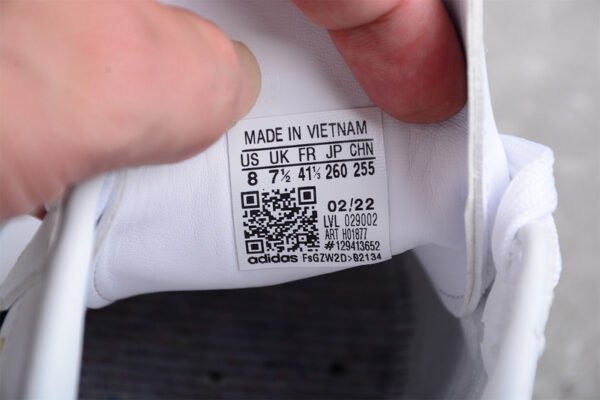 MADE IN VIETNAM
US UK FR JP CHN
8 7½ 41⅓ 260 255
02/22
LVL 029002
ART H01877
#129413652
adidas FsGZW2D>02134